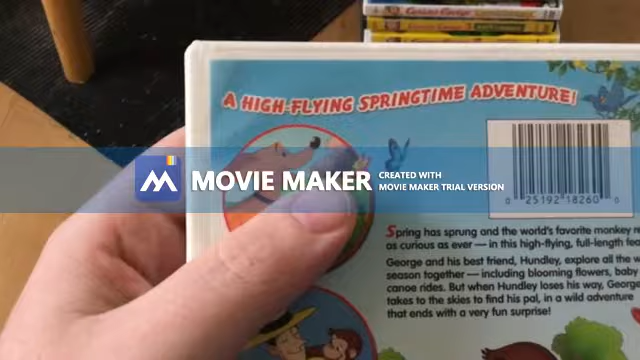 Curious George
A HIGH-FLYING SPRINGTIME ADVENTURE!
MOVIE MAKER
CREATED WITH
MOVIE MAKER TRIAL VERSION
0 25192 18260 0
Spring has sprung and the world's favorite monkey
as curious as ever — in this high-flying, full-length
George and his best friend, Hundley, explore all the
season together — including blooming flowers, baby
canoe rides. But when Hundley loses his way, George
takes to the skies to find his pal, in a wild adventure
that ends with a very fun surprise!